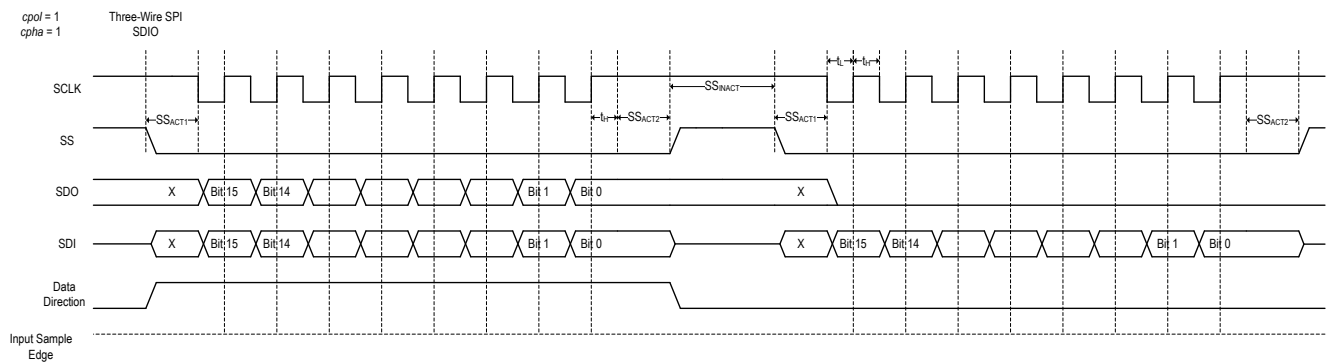 cpol = 1 Three-Wire SPI
cpha = 1 SDIO
SCLK tL tH SSINACT
SSACT1 tH SSACT2 SSACT1 SSACT2
SS
SDO X Bit 15 Bit 14 Bit 1 Bit 0 X
SDI X Bit 15 Bit 14 Bit 1 Bit 0 X Bit 15 Bit 14 Bit 1 Bit 0
Data
Direction
Input Sample
Edge